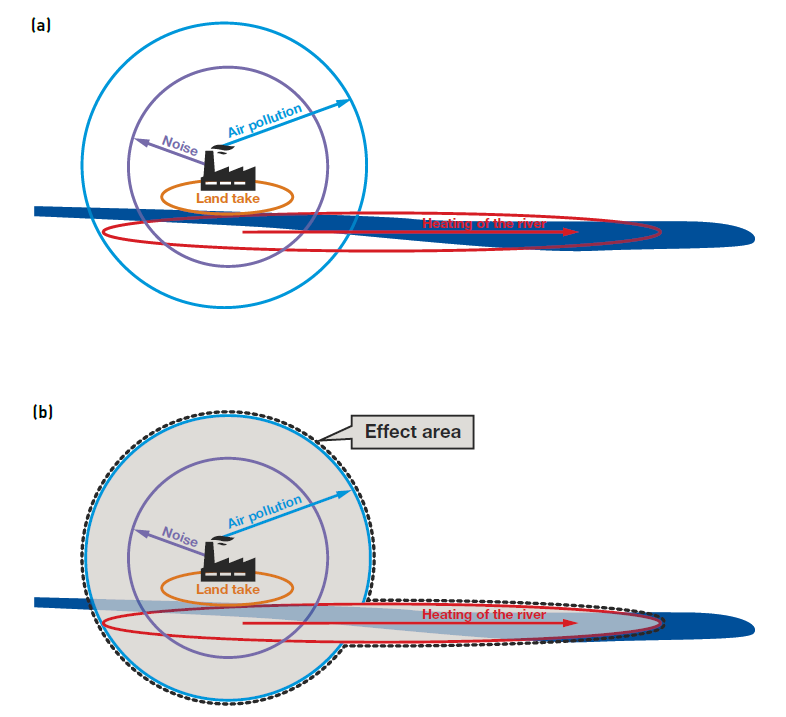 (a)
Air pollution
Noise
Land take
Heating of the river
(b)
Effect area
Air pollution
Noise
Land take
Heating of the river